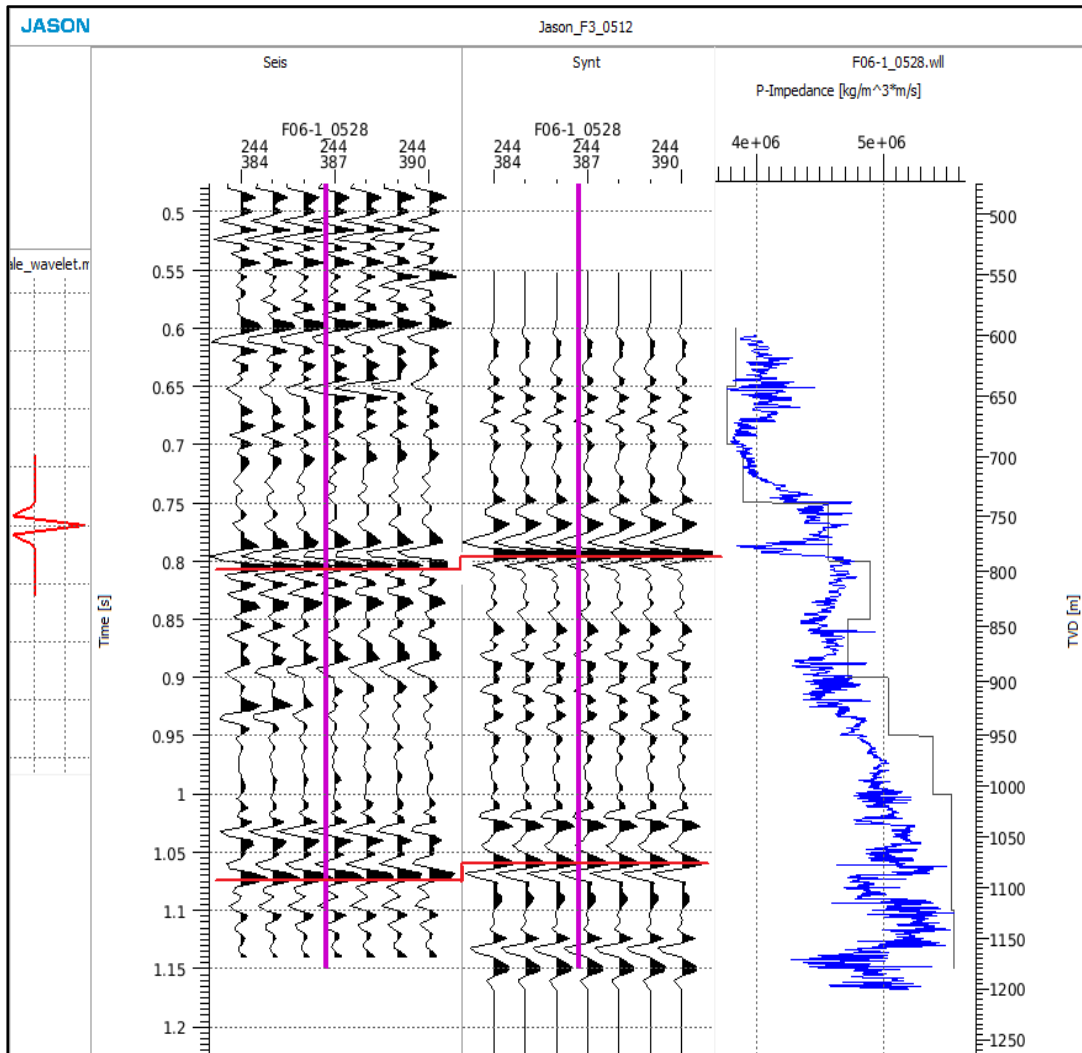 JASON
Jason_F3_0512
Seis
Synt
F06-1_0528.wll
P-Impedance [kg/m^3*m/s]
F06-1_0528
F06-1_0528
4e+06
5e+06
244 244 244
384 387 390
244 244 244
384 387 390
ale_wavelet.m
Time [s]
0.5
0.55
0.6
0.65
0.7
0.75
0.8
0.85
0.9
0.95
1
1.05
1.1
1.15
1.2
500
550
600
650
700
750
800
850
900
950
1000
1050
1100
1150
1200
1250
TVD [m]